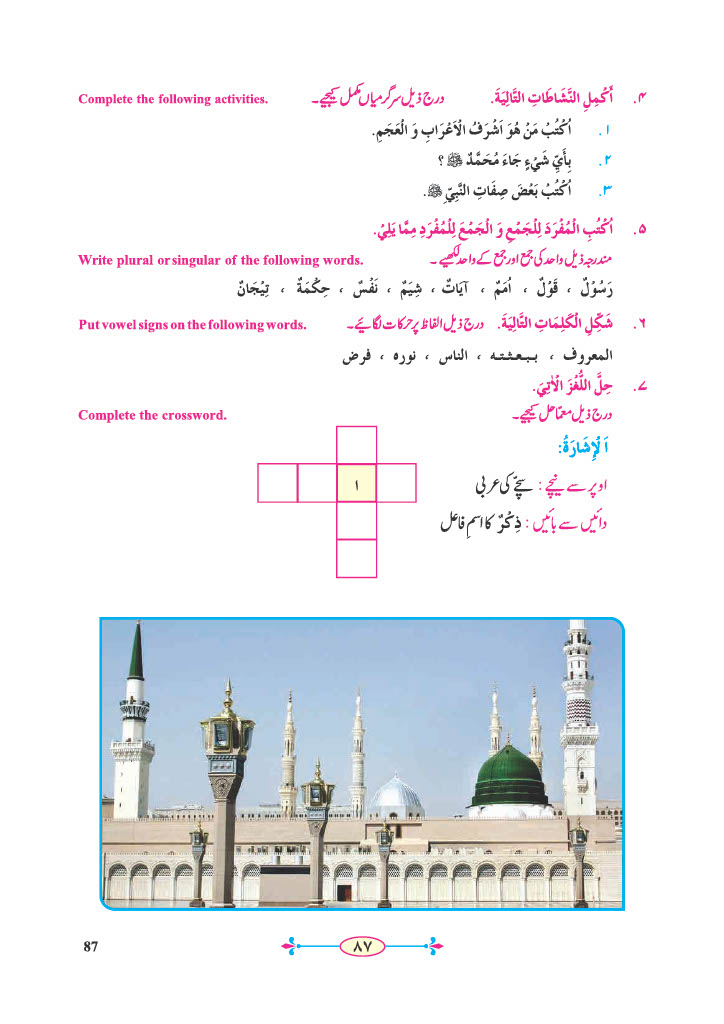 ۴. أَكْمِلِ النَّشَاطَاتِ التَّالِيَةَ. درج ذیل سرگرمیاں مکمل کیجیے۔ Complete the following activities.
۱. اُكْتُبْ مَنْ هُوَ اَشْرَفُ الْاَعْرَابِ وَ الْعَجَمِ.
۲. بِأَيِّ شَيْءٍ جَاءَ مُحَمَّدٌ ﷺ ؟
۳. اُكْتُبْ بَعْضَ صِفَاتِ النَّبِيِّ ﷺ.
۵. اُكْتُبِ الْمُفْرَدَ لِلْجَمْعِ وَ الْجَمْعَ لِلْمُفْرَدِ مِمَّا يَلِيْ.
مندرجہ ذیل واحد کی جمع اور جمع کے واحد لکھیے۔ Write plural or singular of the following words.
رَسُوْلٌ ، قَوْلٌ ، اُمَمٌ ، آيَاتٌ ، شِيَمٌ ، نَفْسٌ ، حِكْمَةٌ ، تِيْجَانٌ
۶. شَكِّلِ الْكَلِمَاتِ التَّالِيَةَ. درج ذیل الفاظ پر حرکات لگائیے۔ Put vowel signs on the following words.
المعروف ، ببعثته ، الناس ، نوره ، فرض
۷. حِلَّ اللُّغْزَ الْاٰتِيَ.
درج ذیل معمّا حل کیجیے۔ Complete the crossword.
اَلْإِشَارَةُ:
اوپر سے نیچے : سچّے کی عربی
۱
دائیں سے بائیں : ذِكْرٌ کا اسمِ فاعل
87 ۸۷